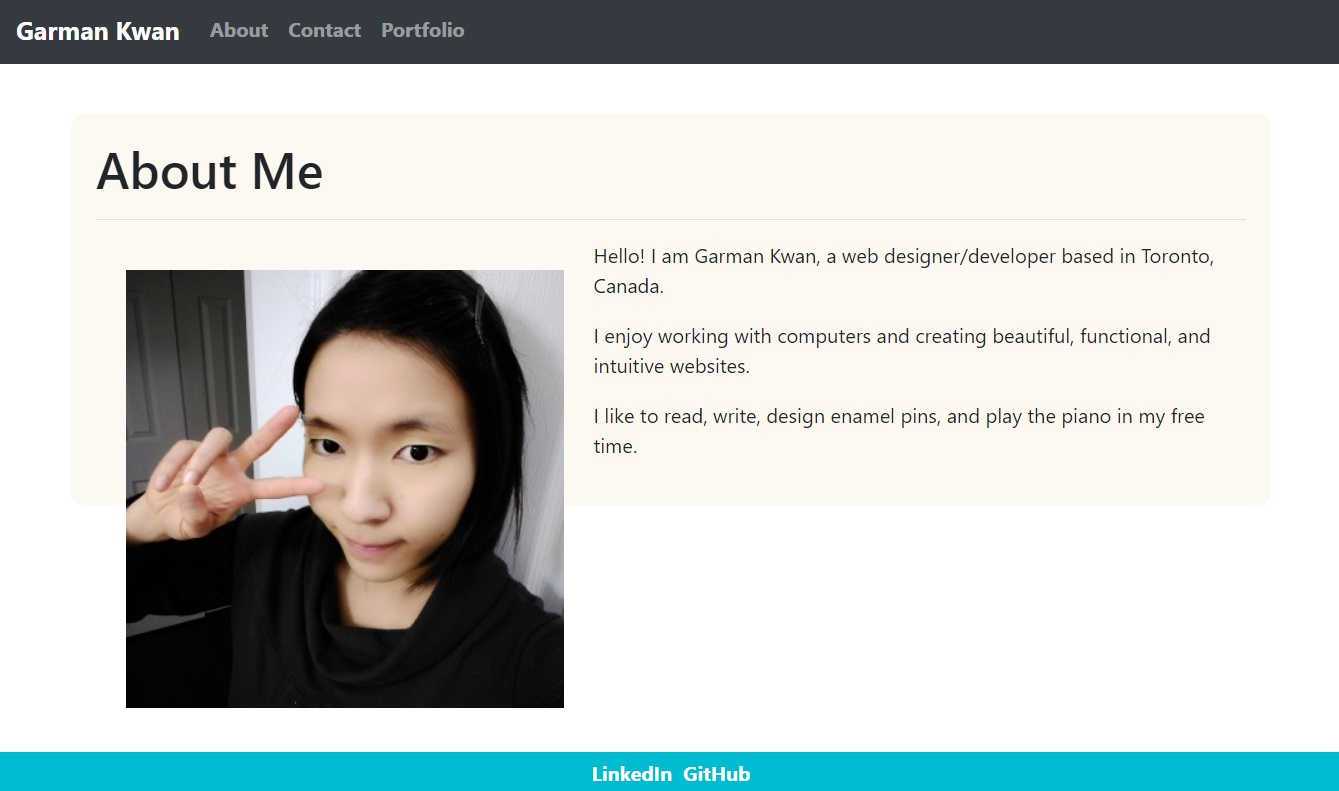 Garman Kwan About Contact Portfolio
About Me
Hello! I am Garman Kwan, a web designer/developer based in Toronto,
Canada.
I enjoy working with computers and creating beautiful, functional, and
intuitive websites.
I like to read, write, design enamel pins, and play the piano in my free
time.
LinkedIn GitHub